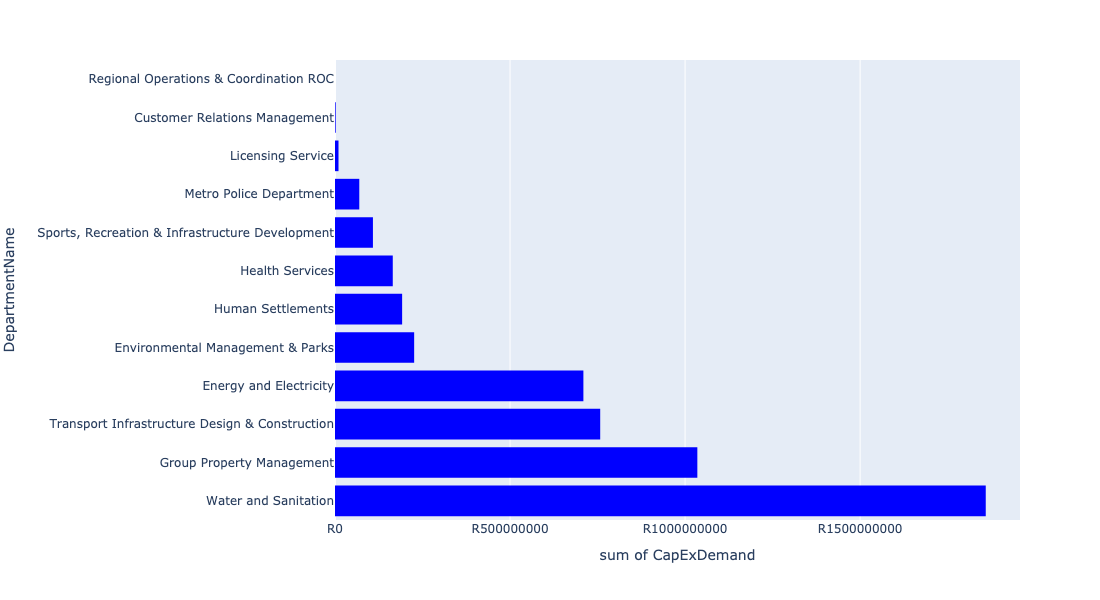 Regional Operations & Coordination ROC
Customer Relations Management
Licensing Service
Metro Police Department
Sports, Recreation & Infrastructure Development
Health Services
Human Settlements
Environmental Management & Parks
Energy and Electricity
Transport Infrastructure Design & Construction
Group Property Management
Water and Sanitation
DepartmentName
R0 R500000000 R1000000000 R1500000000
sum of CapExDemand